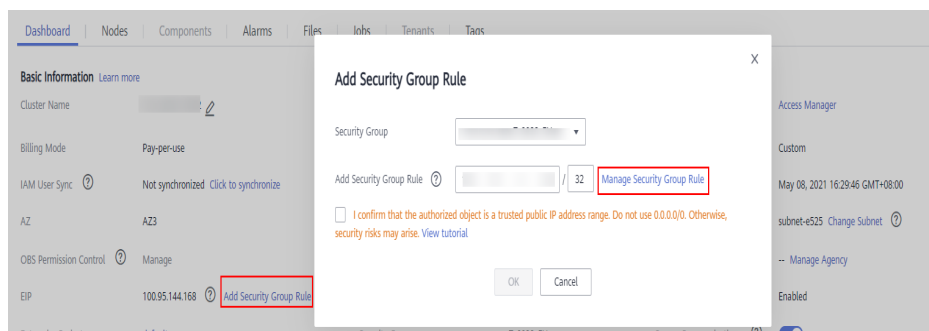 Dashboard Nodes Components Alarms Files Jobs Tenants Tags
X
Add Security Group Rule
Basic Information Learn more
Cluster Name
Access Manager
Security Group
Billing Mode Pay-per-use
Custom
Add Security Group Rule ? / 32 Manage Security Group Rule
IAM User Sync ? Not synchronized Click to synchronize
May 08, 2021 16:29:46 GMT+08:00
I confirm that the authorized object is a trusted public IP address range. Do not use 0.0.0.0/0. Otherwise,
security risks may arise. View tutorial
AZ AZ3
subnet-e525 Change Subnet ?
OBS Permission Control ? Manage
-- Manage Agency
OK Cancel
EIP 100.95.144.168 ? Add Security Group Rule
Enabled